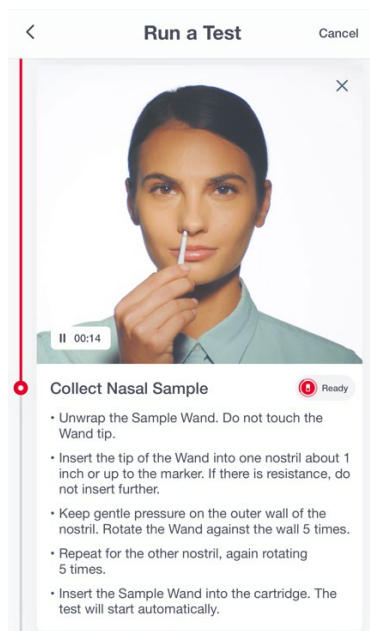 Run a Test
Cancel
00:14
Collect Nasal Sample
Ready
• Unwrap the Sample Wand. Do not touch the
Wand tip.
• Insert the tip of the Wand into one nostril about 1
inch or up to the marker. If there is resistance, do
not insert further.
• Keep gentle pressure on the outer wall of the
nostril. Rotate the Wand against the wall 5 times.
• Repeat for the other nostril, again rotating
5 times.
• Insert the Sample Wand into the cartridge. The
test will start automatically.